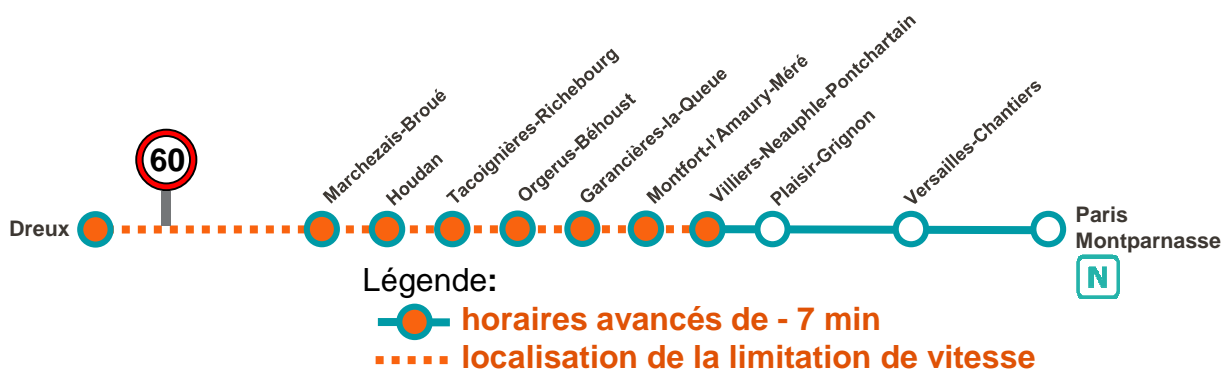 60
Dreux
Marchezais-Broué
Houdan
Tacoignières-Richebourg
Orgerus-Béhoust
Garancières-la-Queue
Montfort-l'Amaury-Méré
Villiers-Neauphle-Pontchartain
Plaisir-Grignon
Versailles-Chantiers
Paris
Montparnasse
N
Légende:
horaires avancés de - 7 min
localisation de la limitation de vitesse